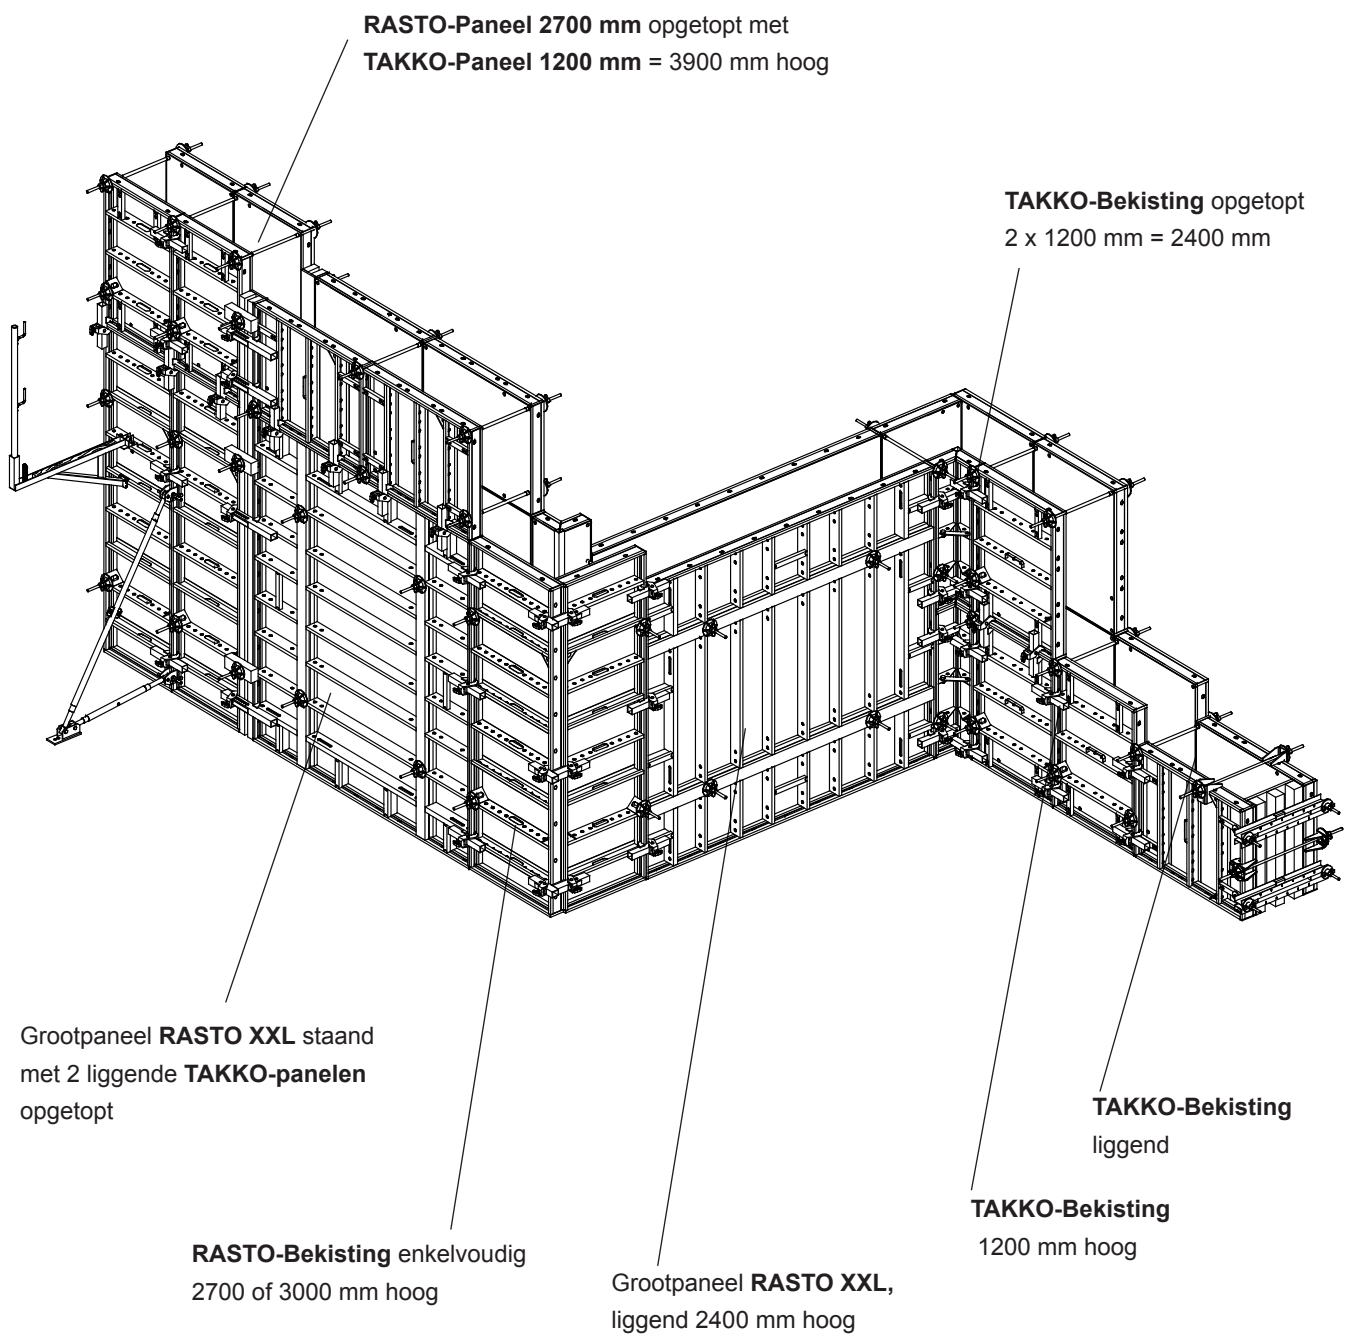 RASTO-Paneel 2700 mm opgetopt met
TAKKO-Paneel 1200 mm = 3900 mm hoog
TAKKO-Bekisting opgetopt
2 x 1200 mm = 2400 mm
Grootpaneel RASTO XXL staand
met 2 liggende TAKKO-panelen
opgetopt
TAKKO-Bekisting
liggend
TAKKO-Bekisting
1200 mm hoog
RASTO-Bekisting enkelvoudig
2700 of 3000 mm hoog
Grootpaneel RASTO XXL,
liggend 2400 mm hoog